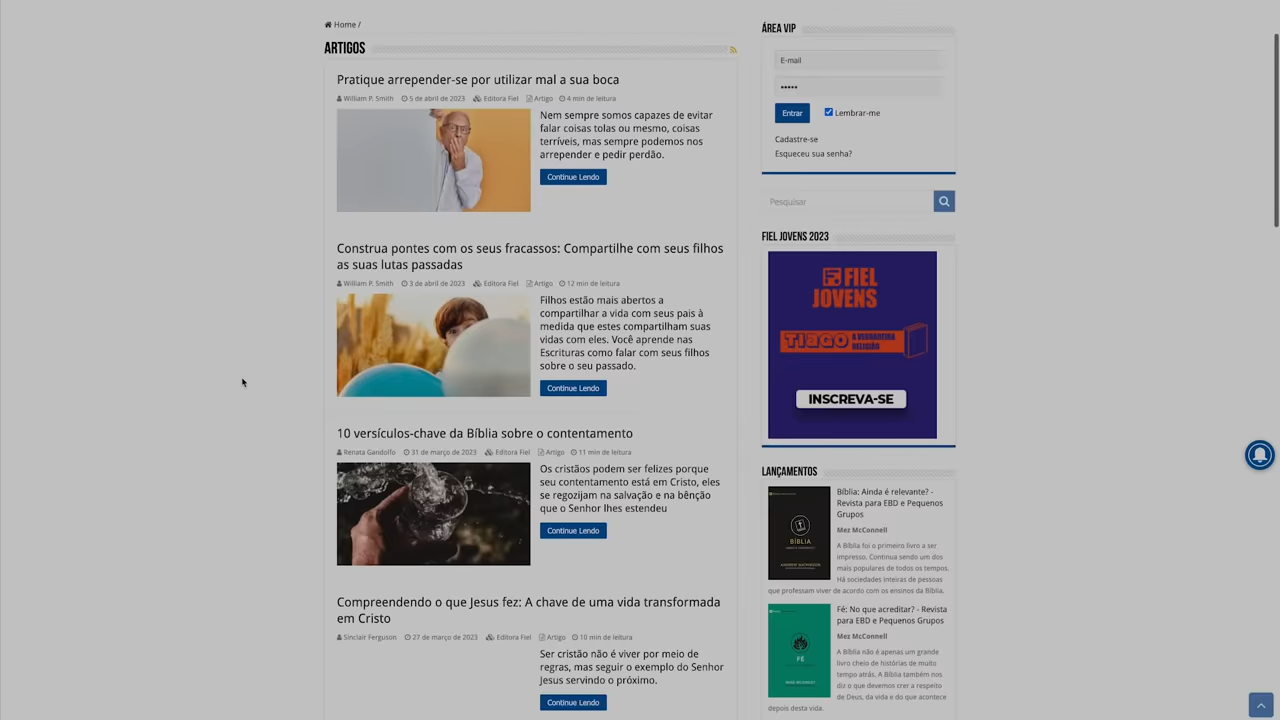 Home /
ARTIGOS
Pratique arrepender-se por utilizar mal a sua boca
William P. Smith 5 de abril de 2023 Editora Fiel Artigo 4 min de leitura
Nem sempre somos capazes de evitar
falar coisas tolas ou mesmo, coisas
terríveis, mas sempre podemos nos
arrepender e pedir perdão.
Continue Lendo
Construa pontes com os seus fracassos: Compartilhe com seus filhos
as suas lutas passadas
William P. Smith 3 de abril de 2023 Editora Fiel Artigo 12 min de leitura
Filhos estão mais abertos a
compartilhar a vida com seus pais à
medida que estes compartilham suas
vidas com eles. Você aprende nas
Escrituras como falar com seus filhos
sobre o seu passado.
Continue Lendo
10 versículos-chave da Bíblia sobre o contentamento
Renata Gandolfo 31 de março de 2023 Editora Fiel Artigo 11 min de leitura
Os cristãos podem ser felizes porque
seu contentamento está em Cristo, eles
se regozijam na salvação e na bênção
que o Senhor lhes estendeu
Continue Lendo
Compreendendo o que Jesus fez: A chave de uma vida transformada
em Cristo
Sinclair Ferguson 27 de março de 2023 Editora Fiel Artigo 10 min de leitura
Ser cristão não é viver por meio de
regras, mas seguir o exemplo do Senhor
Jesus servindo o próximo.
Continue Lendo
ÁREA VIP
E-mail
•••••
Entrar Lembrar-me
Cadastre-se
Esqueceu sua senha?
Pesquisar
FIEL JOVENS 2023
FIEL
JOVENS
TIAGO A VERDADEIRA
RELIGIÃO
INSCREVA-SE
LANÇAMENTOS
BÍBLIA
Bíblia: Ainda é relevante? -
Revista para EBD e Pequenos
Grupos
Mez McConnell
A Bíblia foi o primeiro livro a ser
impresso. Continua sendo um dos
mais populares de todos os tempos.
Há sociedades inteiras de pessoas
que professam viver de acordo com os ensinos da Bíblia.
FÉ
Fé: No que acreditar? - Revista
para EBD e Pequenos Grupos
Mez McConnell
A Bíblia não é apenas um grande
livro cheio de histórias de muito
tempo atrás. A Bíblia também nos
diz o que devemos crer a respeito
de Deus, da vida e do que acontece
depois desta vida.